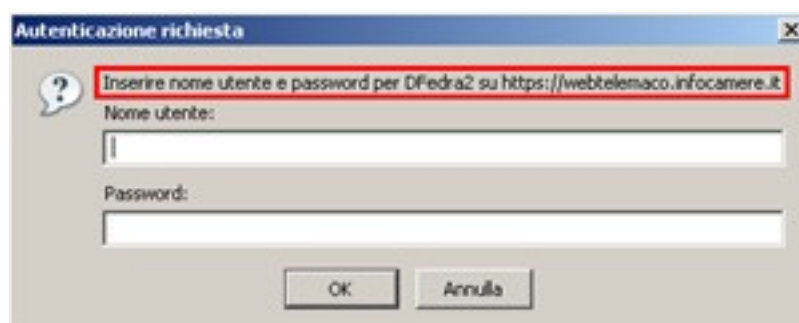 Autenticazione richiesta
Inserire nome utente e password per DFedra2 su https://webtelemaco.infocamere.it
Nome utente:
Password:
OK
Annulla